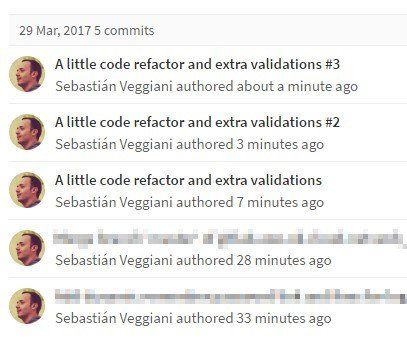 29 Mar, 2017 5 commits
A little code refactor and extra validations #3
Sebastián Veggiani authored about a minute ago
A little code refactor and extra validations #2
Sebastián Veggiani authored 3 minutes ago
A little code refactor and extra validations
Sebastián Veggiani authored 7 minutes ago
Sebastián Veggiani authored 28 minutes ago
Sebastián Veggiani authored 33 minutes ago